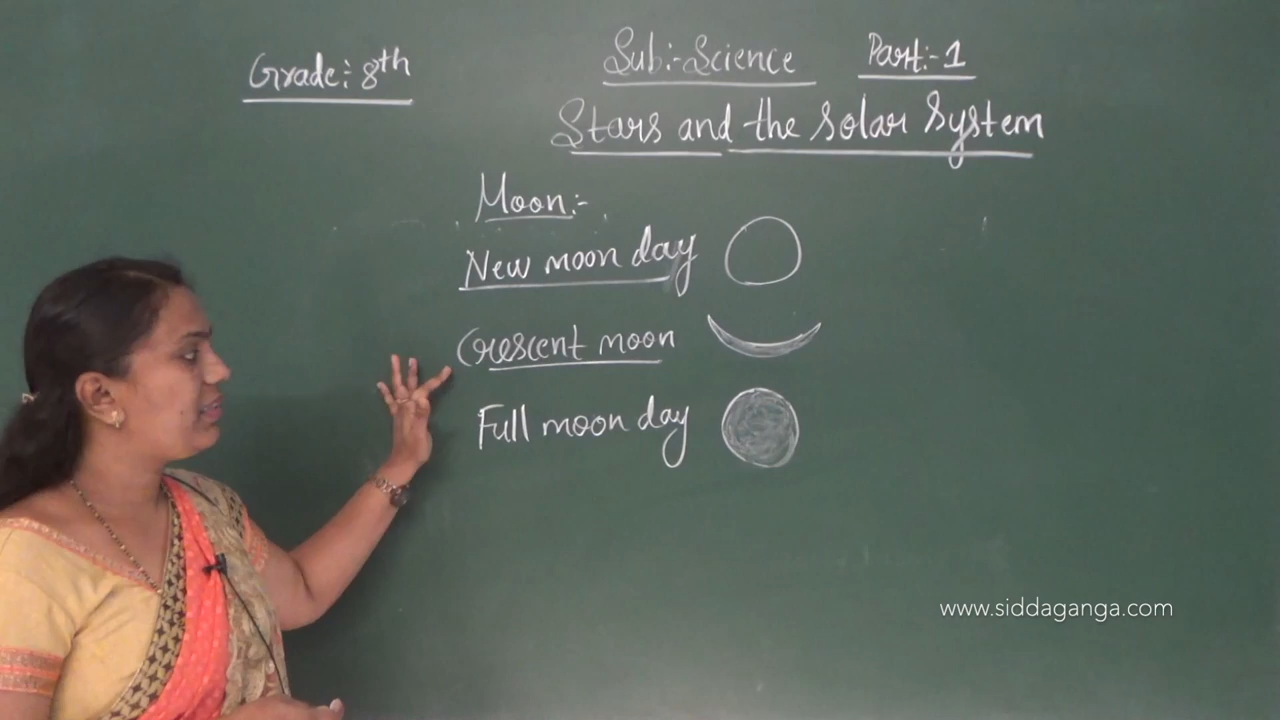 Grade:- 8th
Sub:-Science Part:-1
Stars and the Solar System
Moon:-
New moon day
Crescent moon
Full moon day
www.siddaganga.com